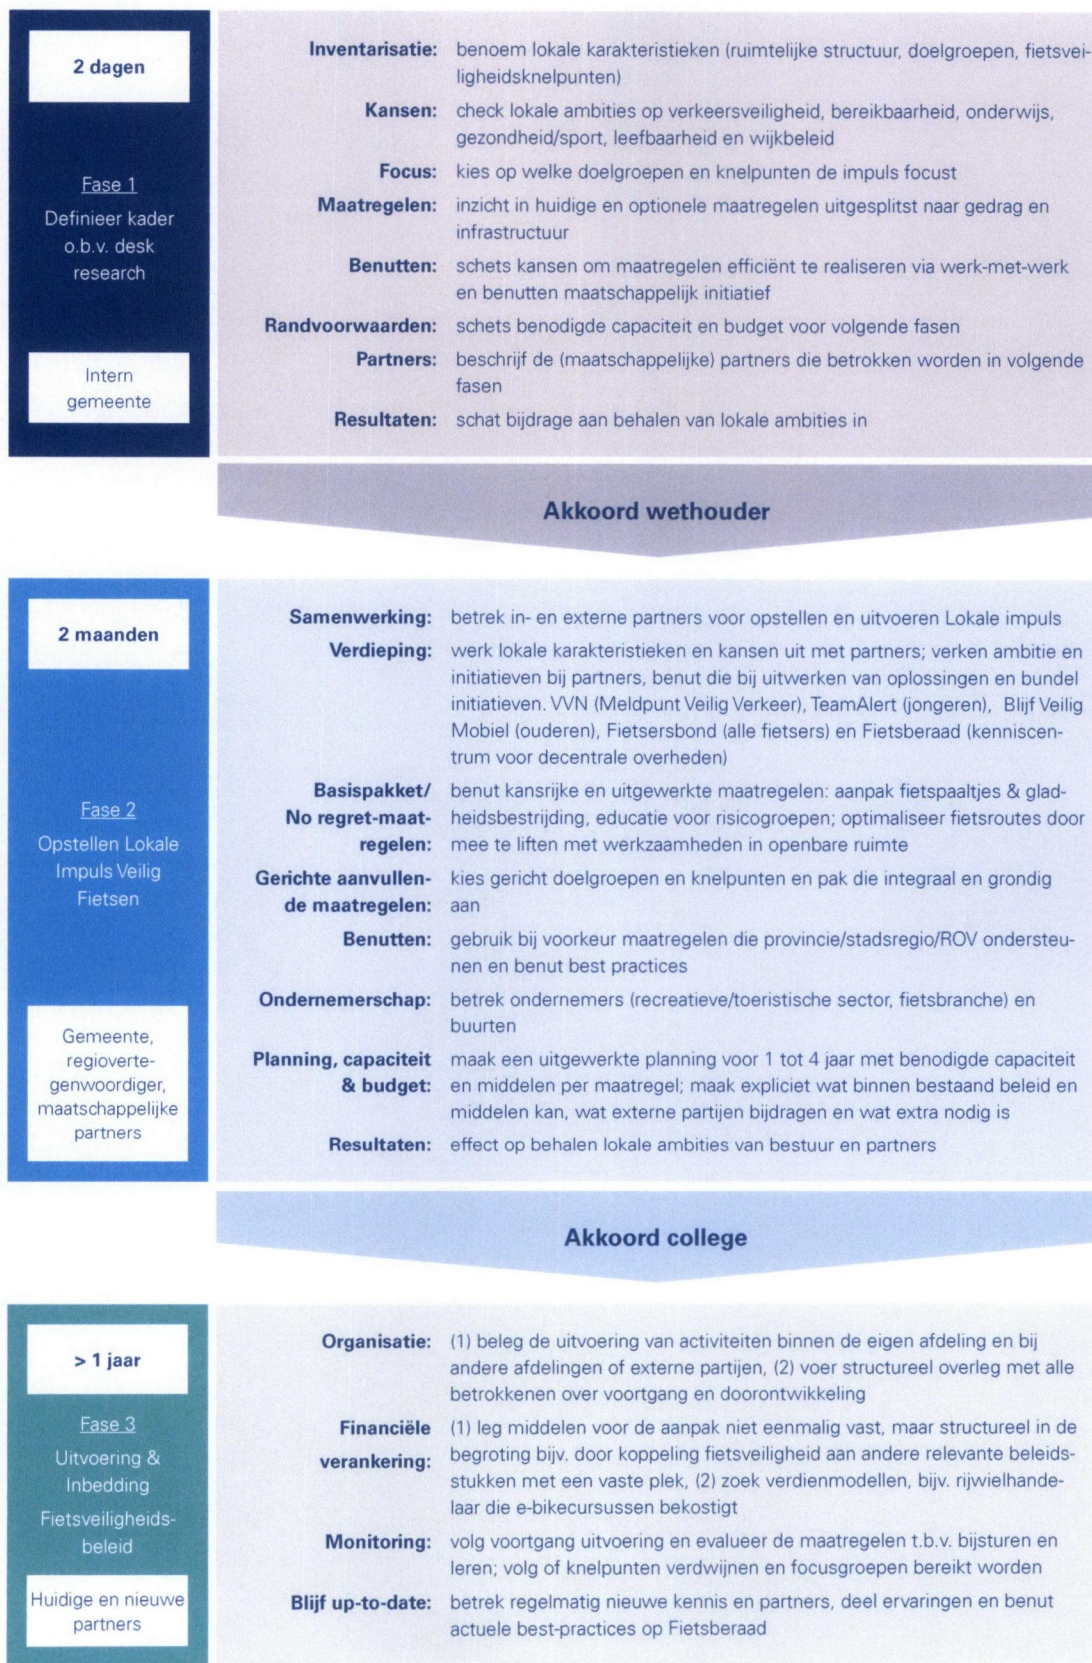 2 dagen
Fase 1
Definieer kader
o.b.v. desk
research
Intern
gemeente
Inventarisatie: benoem lokale karakteristieken (ruimtelijke structuur, doelgroepen, fietsvei-
ligheidsknelpunten)
Kansen: check lokale ambities op verkeersveiligheid, bereikbaarheid, onderwijs,
gezondheid/sport, leefbaarheid en wijkbeleid
Focus: kies op welke doelgroepen en knelpunten de impuls focust
Maatregelen: inzicht in huidige en optionele maatregelen uitgesplitst naar gedrag en
infrastructuur
Benutten: schets kansen om maatregelen efficiënt te realiseren via werk-met-werk
en benutten maatschappelijk initiatief
Randvoorwaarden: schets benodigde capaciteit en budget voor volgende fasen
Partners: beschrijf de (maatschappelijke) partners die betrokken worden in volgende
fasen
Resultaten: schat bijdrage aan behalen van lokale ambities in
Akkoord wethouder
2 maanden
Fase 2
Opstellen Lokale
Impuls Veilig
Fietsen
Gemeente,
regioverte-
genwoordiger,
maatschappelijke
partners
Samenwerking: betrek in- en externe partners voor opstellen en uitvoeren Lokale impuls
Verdieping: werk lokale karakteristieken en kansen uit met partners; verken ambitie en
initiatieven bij partners, benut die bij uitwerken van oplossingen en bundel
initiatieven. VVN (Meldpunt Veilig Verkeer), TeamAlert (jongeren), Blijf Veilig
Mobiel (ouderen), Fietsersbond (alle fietsers) en Fietsberaad (kenniscen-
trum voor decentrale overheden)
Basispakket/ benut kansrijke en uitgewerkte maatregelen: aanpak fietspaaltjes & glad-
No regret-maat- heidsbestrijding, educatie voor risicogroepen; optimaliseer fietsroutes door
regelen: mee te liften met werkzaamheden in openbare ruimte
Gerichte aanvullen- kies gericht doelgroepen en knelpunten en pak die integraal en grondig
de maatregelen: aan
Benutten: gebruik bij voorkeur maatregelen die provincie/stadsregio/ROV ondersteu-
nen en benut best practices
Ondernemerschap: betrek ondernemers (recreatieve/toeristische sector, fietsbranche) en
buurten
Planning, capaciteit maak een uitgewerkte planning voor 1 tot 4 jaar met benodigde capaciteit
& budget: en middelen per maatregel; maak expliciet wat binnen bestaand beleid en
middelen kan, wat externe partijen bijdragen en wat extra nodig is
Resultaten: effect op behalen lokale ambities van bestuur en partners
Akkoord college
> 1 jaar
Fase 3
Uitvoering &
Inbedding
Fietsveiligheids-
beleid
Huidige en nieuwe
partners
Organisatie: (1) beleg de uitvoering van activiteiten binnen de eigen afdeling en bij
andere afdelingen of externe partijen, (2) voer structureel overleg met alle
betrokkenen over voortgang en doorontwikkeling
Financiële (1) leg middelen voor de aanpak niet eenmalig vast, maar structureel in de
verankering: begroting bijv. door koppeling fietsveiligheid aan andere relevante beleids-
stukken met een vaste plek, (2) zoek verdienmodellen, bijv. rijwielhande-
laar die e-bikecursussen bekostigt
Monitoring: volg voortgang uitvoering en evalueer de maatregelen t.b.v. bijsturen en
leren; volg of knelpunten verdwijnen en focusgroepen bereikt worden
Blijf up-to-date: betrek regelmatig nieuwe kennis en partners, deel ervaringen en benut
actuele best-practices op Fietsberaad